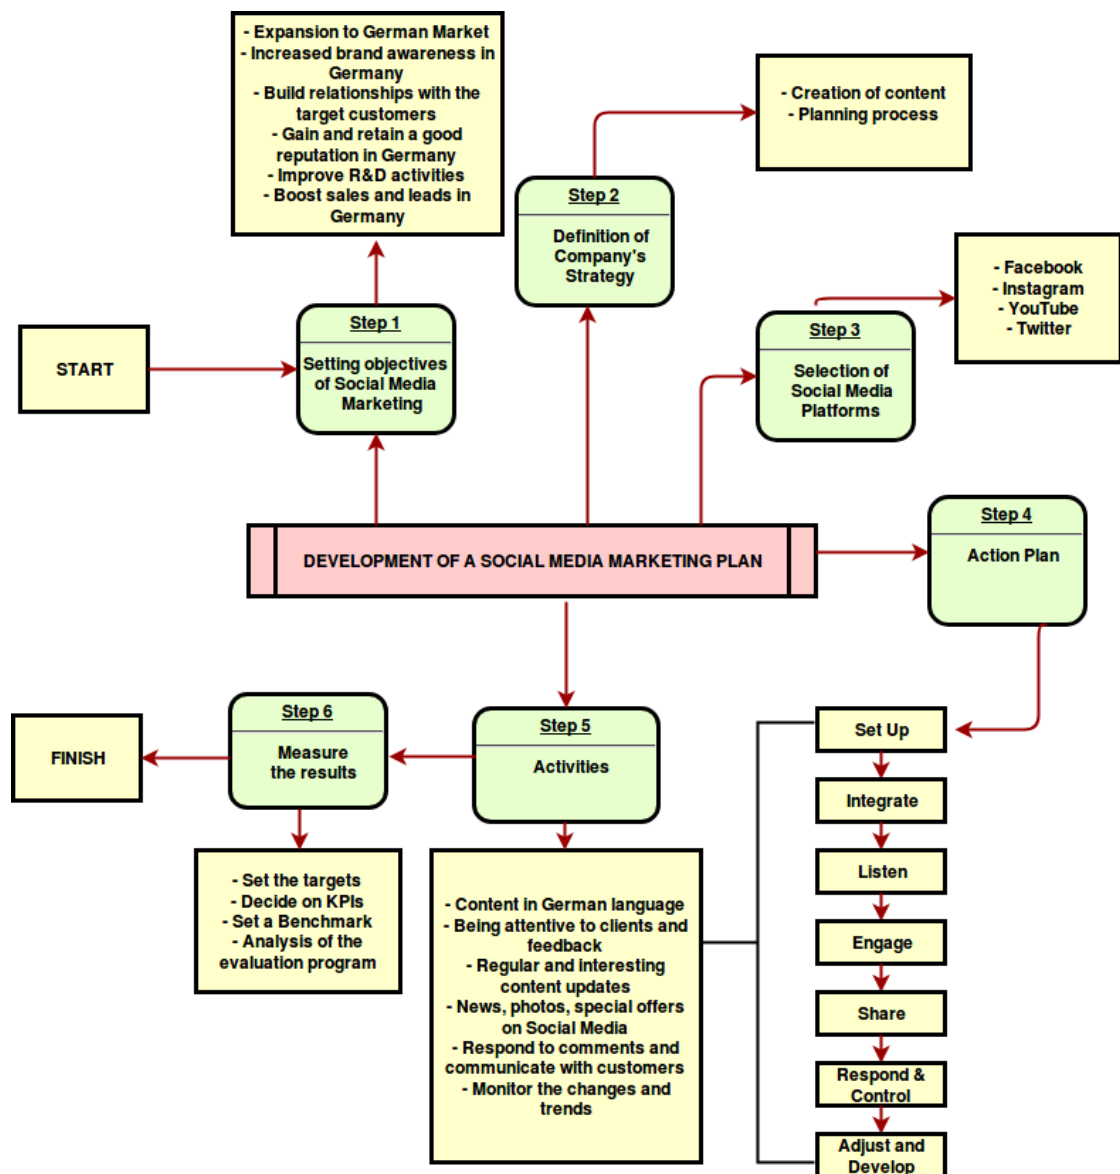 - Expansion to German Market
- Increased brand awareness in
Germany
- Build relationships with the
target customers
- Gain and retain a good
reputation in Germany
- Improve R&D activities
- Boost sales and leads in
Germany
- Creation of content
- Planning process
Step 2
Definition of
Company's
Strategy
- Facebook
- Instagram
- YouTube
- Twitter
START
Step 1
Setting objectives
of Social Media
Marketing
Step 3
Selection of
Social Media
Platforms
DEVELOPMENT OF A SOCIAL MEDIA MARKETING PLAN
Step 4
Action Plan
FINISH
Step 6
Measure
the results
Step 5
Activities
Set Up
Integrate
Listen
Engage
Share
Respond &
Control
Adjust and
Develop
- Set the targets
- Decide on KPIs
- Set a Benchmark
- Analysis of the
evaluation program
- Content in German language
- Being attentive to clients and
feedback
- Regular and interesting
content updates
- News, photos, special offers
on Social Media
- Respond to comments and
communicate with customers
- Monitor the changes and
trends